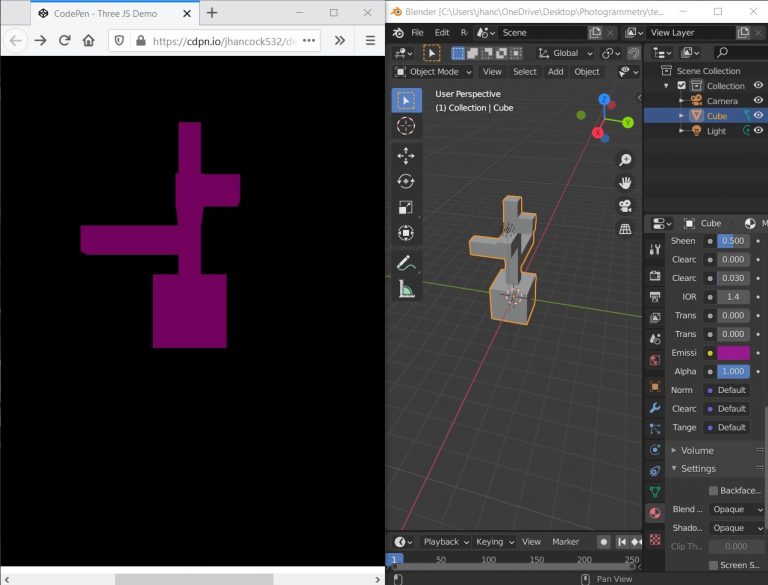 CodePen - Three JS Demo
https://cdpn.io/jhancock532/de
Blender [C:\Users\jhanc\OneDrive\Desktop\Photogrammetry\te...
File Edit
Scene
View Layer
Global
Object Mode
View Select Add Object
User Perspective
(1) Collection | Cube
Z
Y
X
Scene Collection
Collection
Camera
Cube
Light
Cube
M
Sheen 0.500
Clearc 0.000
Clearc 0.030
IOR 1.4
Trans 0.000
Trans 0.000
Emissi
Alpha 1.000
Norm Default
Clearc Default
Tange Default
Volume
Settings
Backface...
Blend ... Opaque
Shado... Opaque
Clip Th... 0.000
Screen S...
Playback Keying View Marker
1 50 100 150 200 250
Pan View